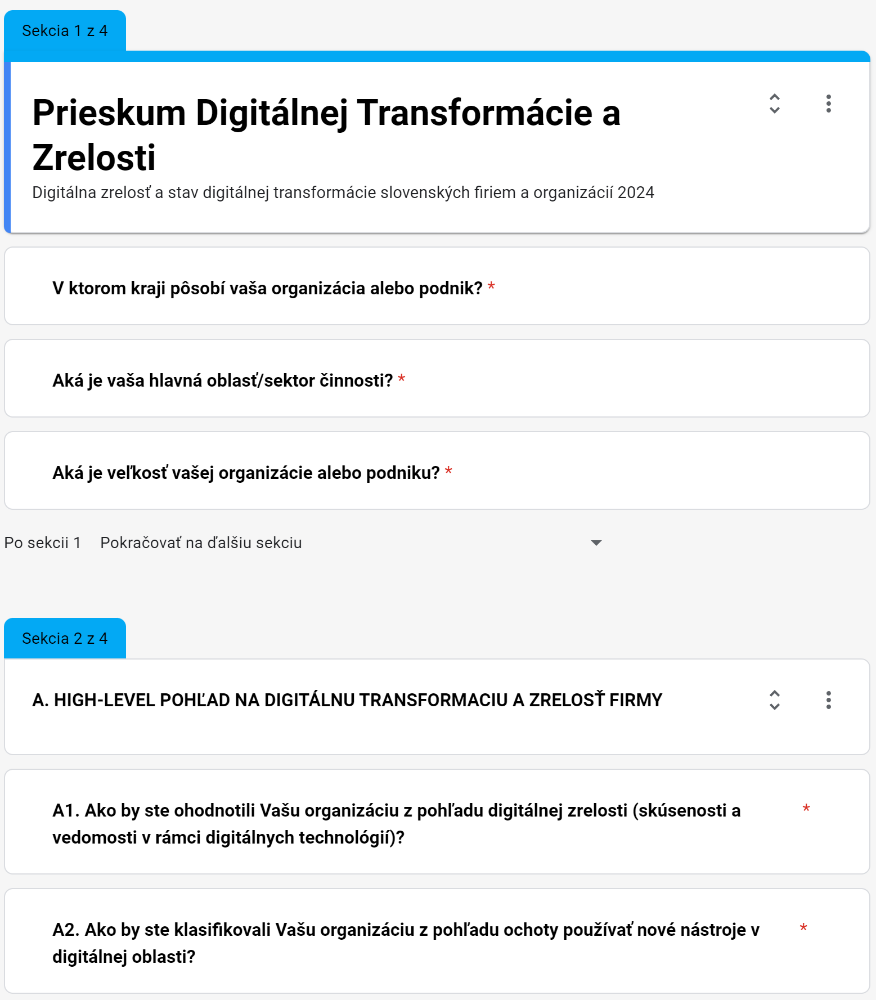 Sekcia 1 z 4
Prieskum Digitálnej Transformácie a
Zrelosti
Digitálna zrelosť a stav digitálnej transformácie slovenských firiem a organizácií 2024
V ktorom kraji pôsobí vaša organizácia alebo podnik? *
Aká je vaša hlavná oblasť/sektor činnosti? *
Aká je veľkosť vašej organizácie alebo podniku? *
Po sekcii 1 Pokračovať na ďalšiu sekciu
Sekcia 2 z 4
A. HIGH-LEVEL POHĽAD NA DIGITÁLNU TRANSFORMACIU A ZRELOSŤ FIRMY
A1. Ako by ste ohodnotili Vašu organizáciu z pohľadu digitálnej zrelosti (skúsenosti a *
vedomosti v rámci digitálnych technológií)?
A2. Ako by ste klasifikovali Vašu organizáciu z pohľadu ochoty používať nové nástroje v *
digitálnej oblasti?